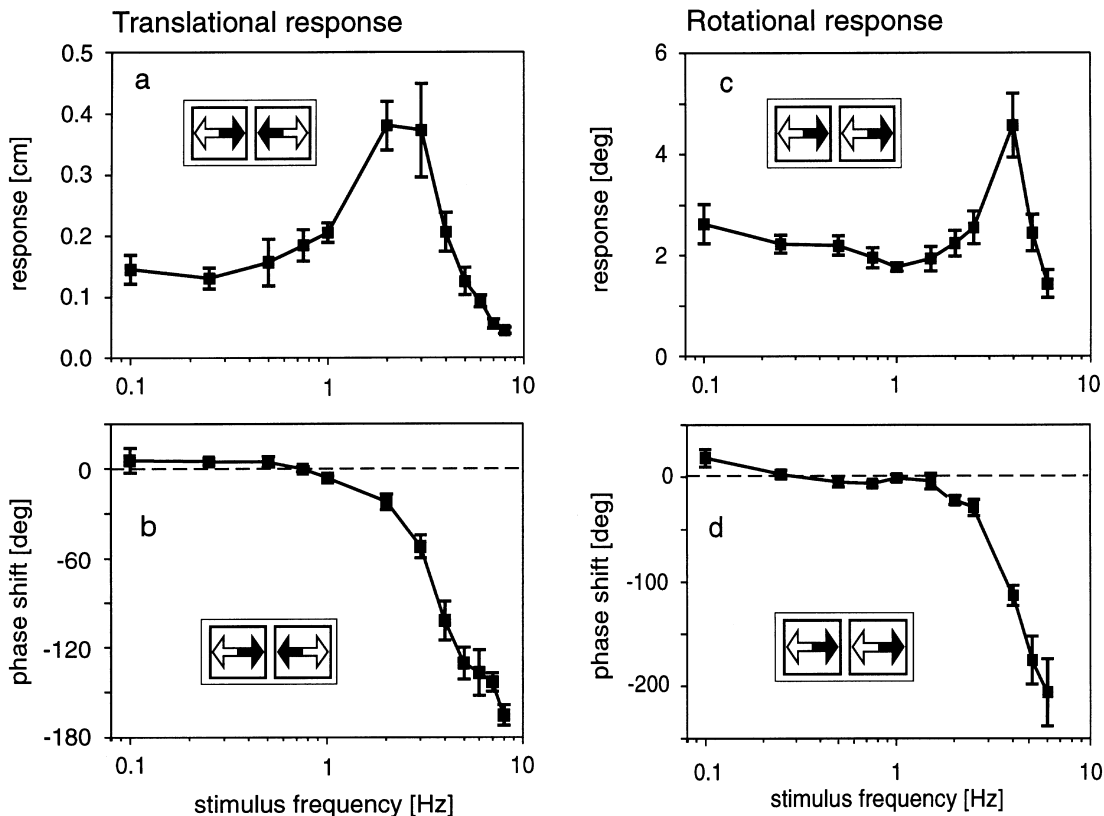 Translational response
Rotational response
a
response [cm]
0.5
0.4
0.3
0.2
0.1
0.0
0.1
1
10
c
response [deg]
6
4
2
0
0.1
1
10
b
phase shift [deg]
0
-60
-120
-180
0.1
1
10
stimulus frequency [Hz]
d
phase shift [deg]
0
-100
-200
0.1
1
10
stimulus frequency [Hz]